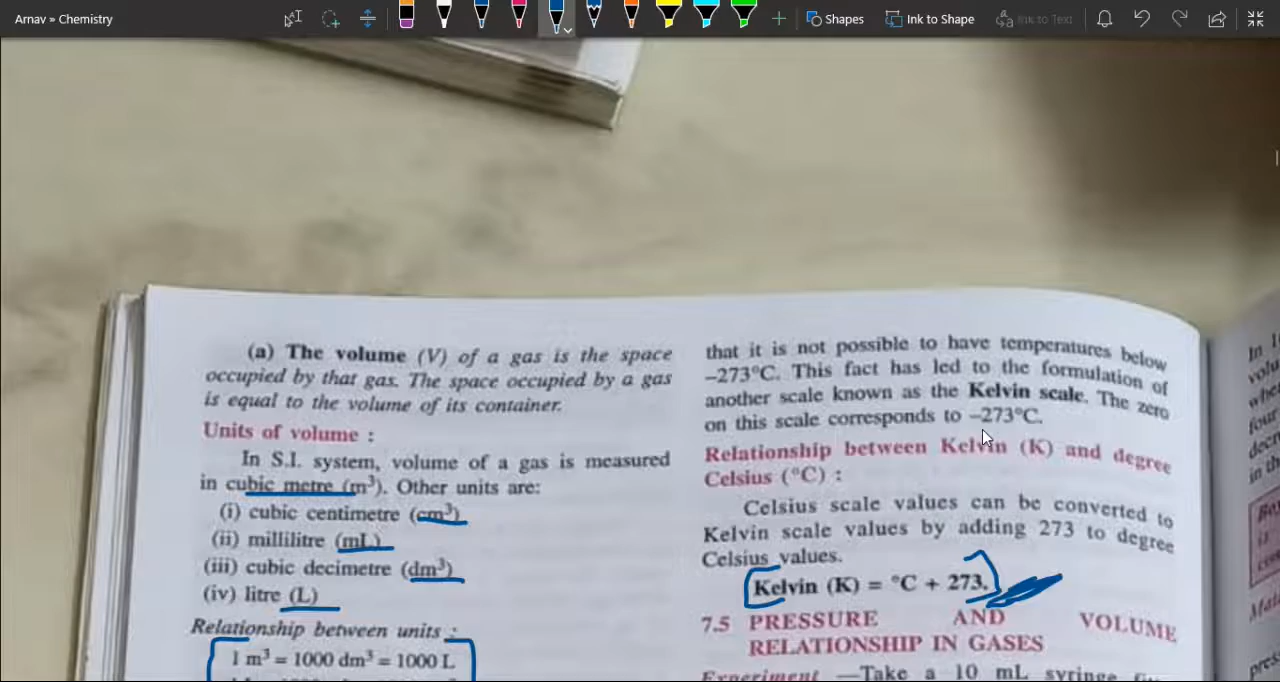 Arnav » Chemistry
Shapes
Ink to Shape
Ink to Text
(a) The volume (V) of a gas is the space
occupied by that gas. The space occupied by a gas
is equal to the volume of its container.
Units of volume :
In S.I. system, volume of a gas is measured
in cubic metre (m³). Other units are:
(i) cubic centimetre (cm³)
(ii) millilitre (mL)
(iii) cubic decimetre (dm³)
(iv) litre (L)
Relationship between units :
1 m³ = 1000 dm³ = 1000 L
that it is not possible to have temperatures below
–273°C. This fact has led to the formulation of
another scale known as the Kelvin scale. The zero
on this scale corresponds to –273°C.
Relationship between Kelvin (K) and degree
Celsius (°C) :
Celsius scale values can be converted to
Kelvin scale values by adding 273 to degree
Celsius values.
Kelvin (K) = °C + 273.
7.5 PRESSURE AND VOLUME
RELATIONSHIP IN GASES
Experiment —Take a 10 mL syringe
in th